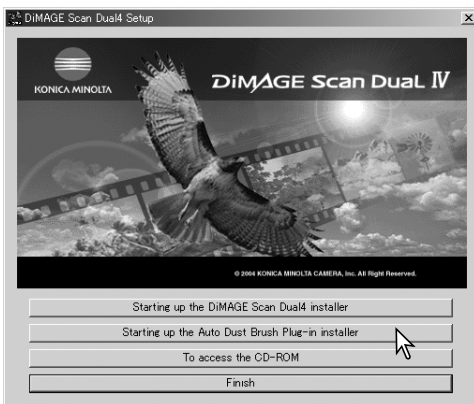 DiMAGE Scan Dual4 Setup
KONICA MINOLTA
DiMAGE Scan Dual IV
© 2004 KONICA MINOLTA CAMERA, Inc. All Right Reserved.
Starting up the DiMAGE Scan Dual4 installer
Starting up the Auto Dust Brush Plug-in installer
To access the CD-ROM
Finish